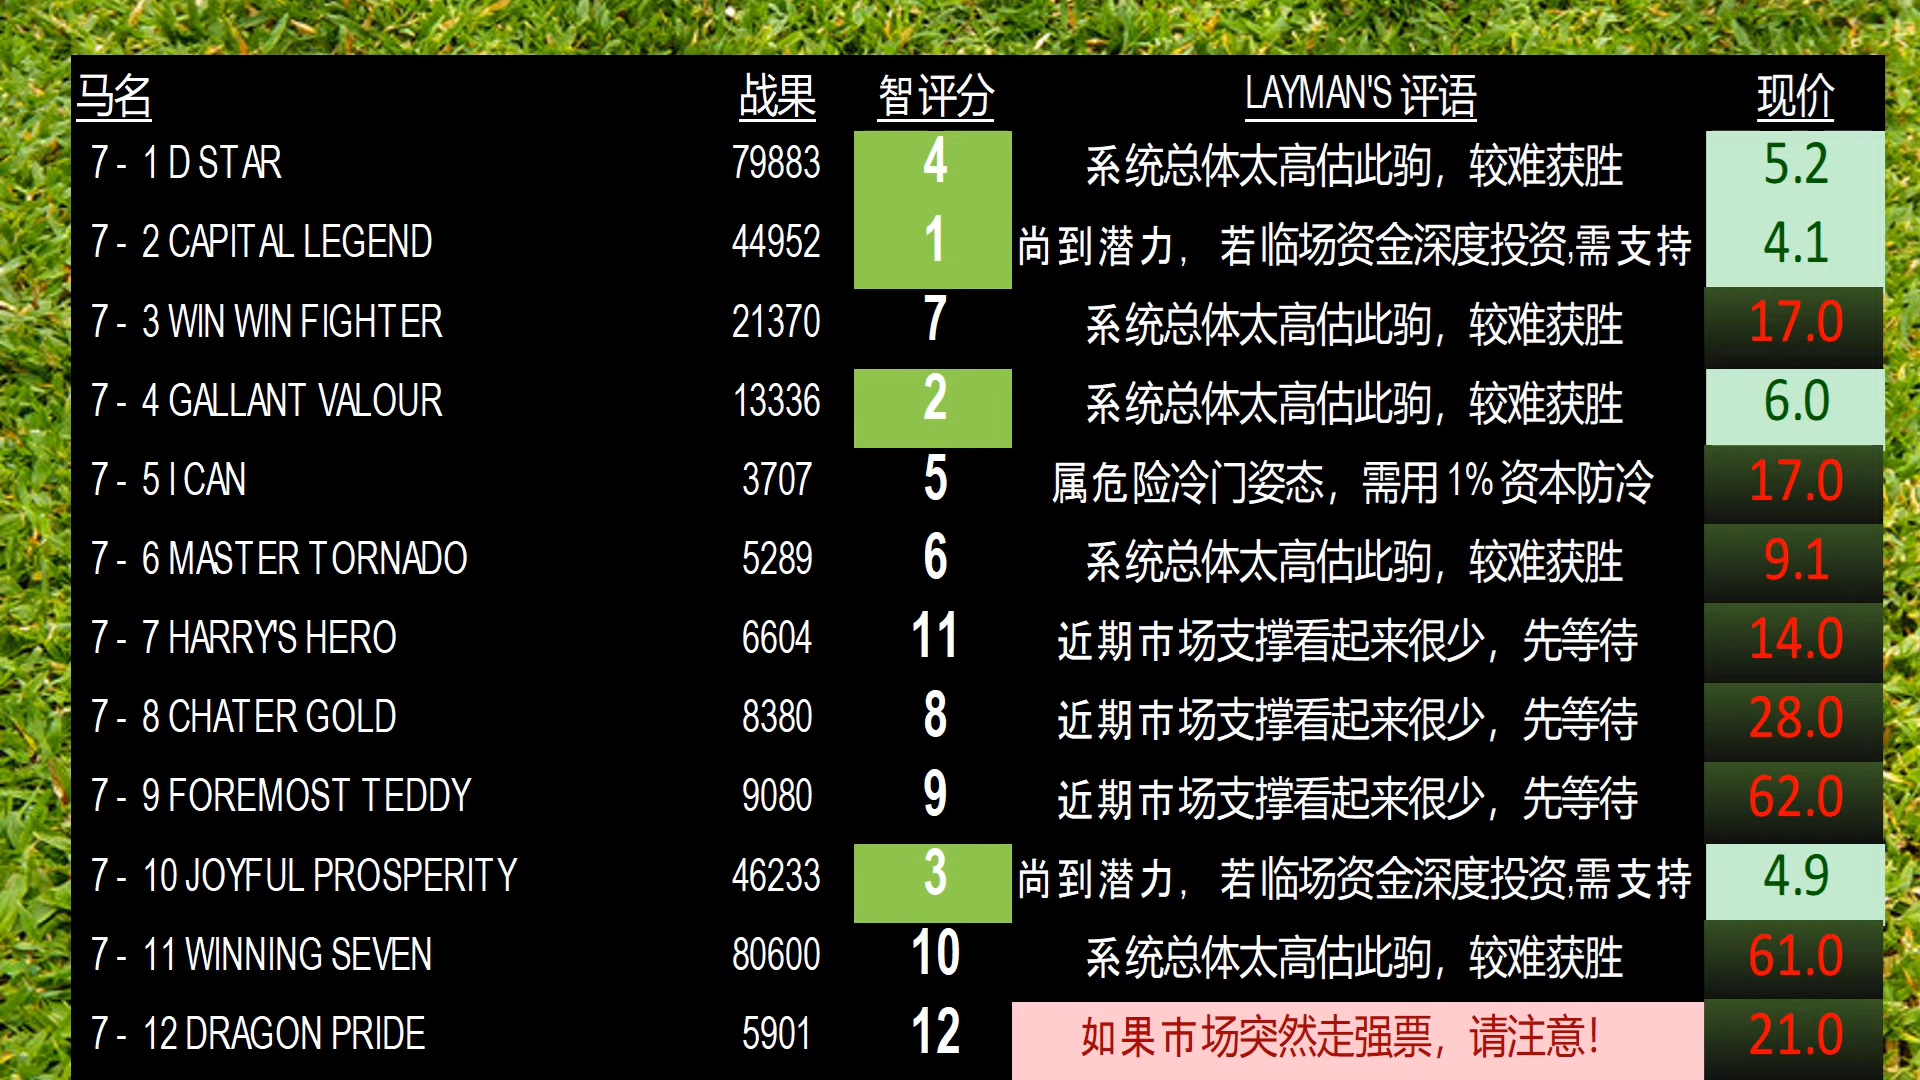 马名 战果 智评分 LAYMAN'S 评语 现价
7 - 1 D STAR 79883 4 系统总体太高估此驹，较难获胜 5.2
7 - 2 CAPITAL LEGEND 44952 1 尚到潜力，若临场资金深度投资,需支持 4.1
7 - 3 WIN WIN FIGHTER 21370 7 系统总体太高估此驹，较难获胜 17.0
7 - 4 GALLANT VALOUR 13336 2 系统总体太高估此驹，较难获胜 6.0
7 - 5 I CAN 3707 5 属危险冷门姿态，需用 1% 资本防冷 17.0
7 - 6 MASTER TORNADO 5289 6 系统总体太高估此驹，较难获胜 9.1
7 - 7 HARRY'S HERO 6604 11 近期市场支撑看起来很少，先等待 14.0
7 - 8 CHATER GOLD 8380 8 近期市场支撑看起来很少，先等待 28.0
7 - 9 FOREMOST TEDDY 9080 9 近期市场支撑看起来很少，先等待 62.0
7 - 10 JOYFUL PROSPERITY 46233 3 尚到潜力，若临场资金深度投资,需支持 4.9
7 - 11 WINNING SEVEN 80600 10 系统总体太高估此驹，较难获胜 61.0
7 - 12 DRAGON PRIDE 5901 12 如果市场突然走强票，请注意！ 21.0